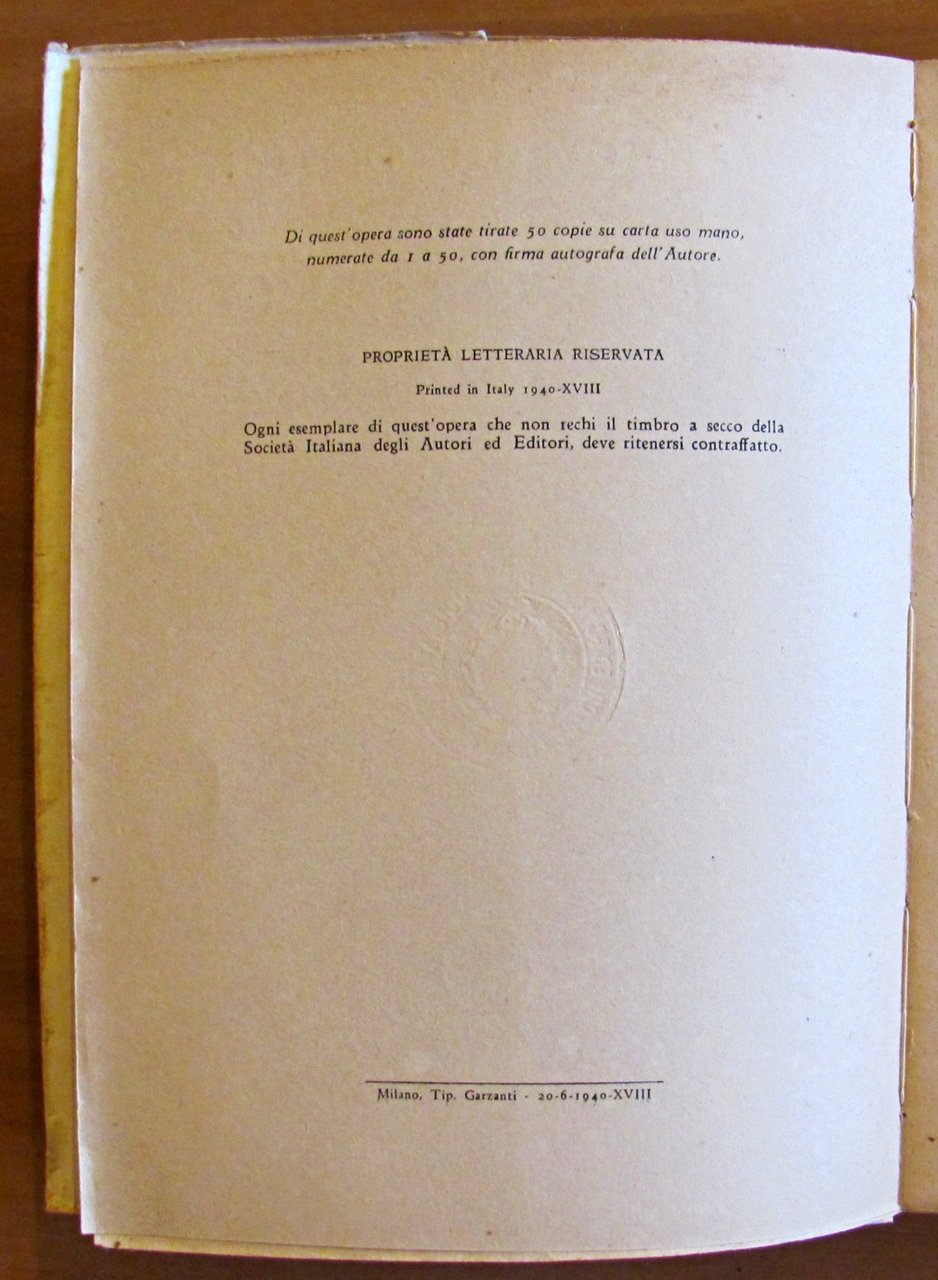 Di quest'opera sono state tirate 50 copie su carta uso mano,
numerate da 1 a 50, con firma autografa dell'Autore.
PROPRIETÀ LETTERARIA RISERVATA
Printed in Italy 1940-XVIII
Ogni esemplare di quest'opera che non rechi il timbro a secco della
Società Italiana degli Autori ed Editori, deve ritenersi contraffatto.
Milano, Tip. Garzanti - 20-6-1940-XVIII